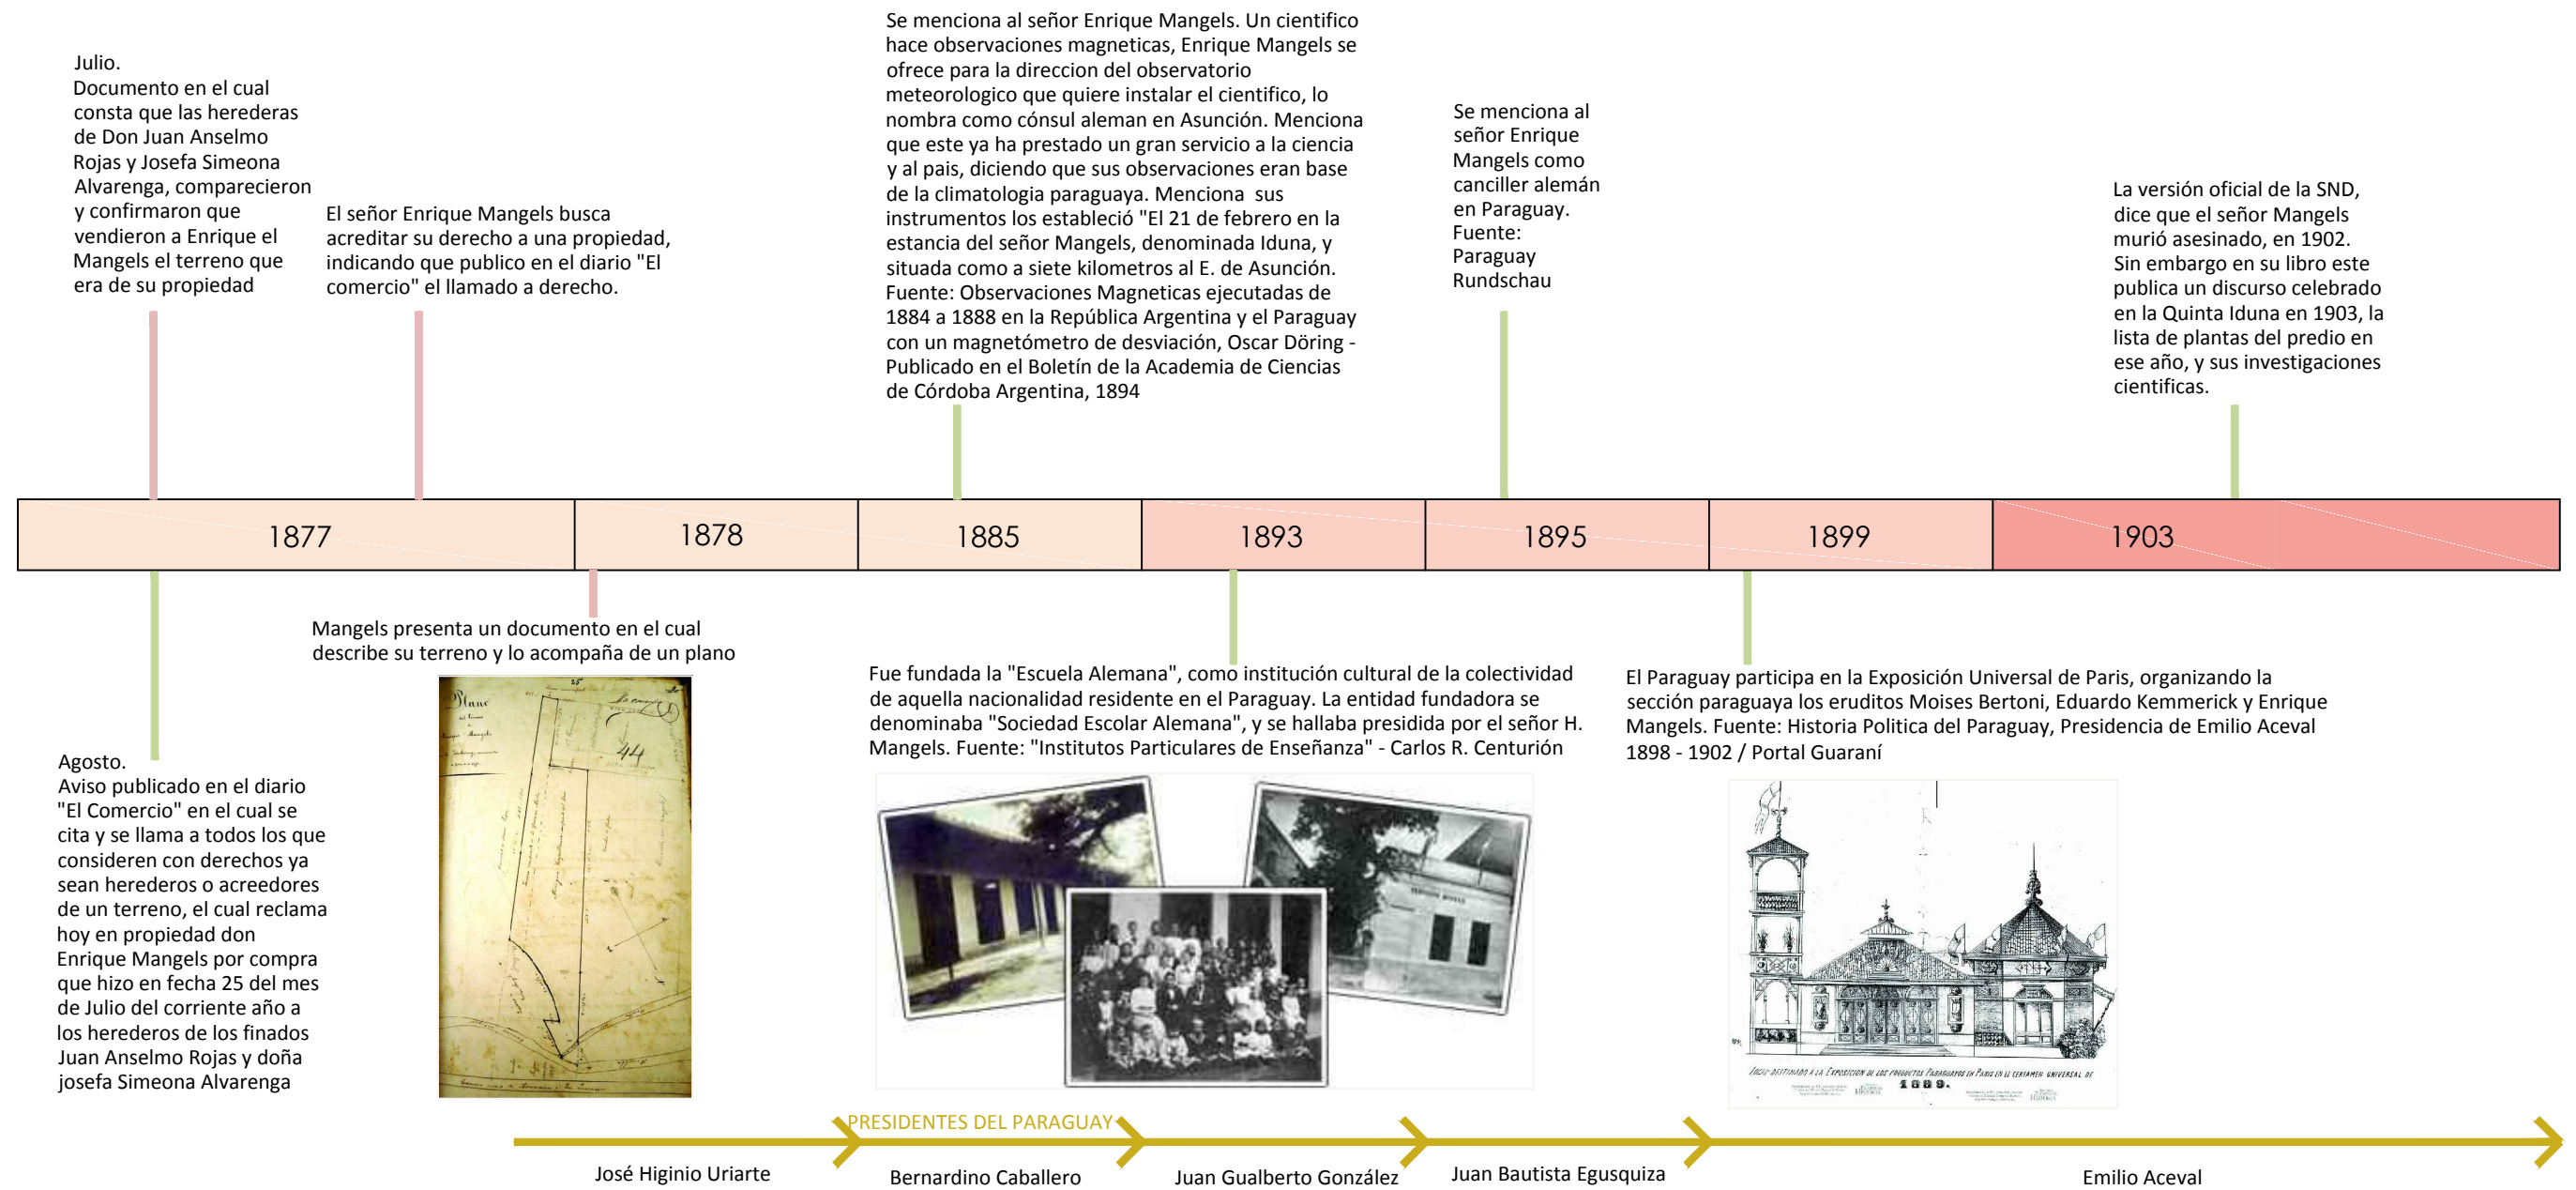 Julio.
Documento en el cual
consta que las herederas
de Don Juan Anselmo
Rojas y Josefa Simeona
Alvarenga, comparecieron
y confirmaron que
vendieron a Enrique el
Mangels el terreno que
era de su propiedad
El señor Enrique Mangels busca
acreditar su derecho a una propiedad,
indicando que publico en el diario "El
comercio" el llamado a derecho.
Se menciona al señor Enrique Mangels. Un cientifico
hace observaciones magneticas, Enrique Mangels se
ofrece para la direccion del observatorio
meteorologico que quiere instalar el cientifico, lo
nombra como cónsul aleman en Asunción. Menciona
que este ya ha prestado un gran servicio a la ciencia
y al pais, diciendo que sus observaciones eran base
de la climatologia paraguaya. Menciona sus
instrumentos los estableció "El 21 de febrero en la
estancia del señor Mangels, denominada Iduna, y
situada como a siete kilometros al E. de Asunción.
Fuente: Observaciones Magneticas ejecutadas de
1884 a 1888 en la República Argentina y el Paraguay
con un magnetómetro de desviación, Oscar Döring -
Publicado en el Boletín de la Academia de Ciencias
de Córdoba Argentina, 1894
Se menciona al
señor Enrique
Mangels como
canciller alemán
en Paraguay.
Fuente:
Paraguay
Rundschau
La versión oficial de la SND,
dice que el señor Mangels
murió asesinado, en 1902.
Sin embargo en su libro este
publica un discurso celebrado
en la Quinta Iduna en 1903, la
lista de plantas del predio en
ese año, y sus investigaciones
cientificas.
1877
1878
1885
1893
1895
1899
1903
Agosto.
Aviso publicado en el diario
"El Comercio" en el cual se
cita y se llama a todos los que
consideren con derechos ya
sean herederos o acreedores
de un terreno, el cual reclama
hoy en propiedad don
Enrique Mangels por compra
que hizo en fecha 25 del mes
de Julio del corriente año a
los herederos de los finados
Juan Anselmo Rojas y doña
josefa Simeona Alvarenga
Mangels presenta un documento en el cual
describe su terreno y lo acompaña de un plano
Plano
44
Fue fundada la "Escuela Alemana", como institución cultural de la colectividad
de aquella nacionalidad residente en el Paraguay. La entidad fundadora se
denominaba "Sociedad Escolar Alemana", y se hallaba presidida por el señor H.
Mangels. Fuente: "Institutos Particulares de Enseñanza" - Carlos R. Centurión
El Paraguay participa en la Exposición Universal de Paris, organizando la
sección paraguaya los eruditos Moises Bertoni, Eduardo Kemmerick y Enrique
Mangels. Fuente: Historia Politica del Paraguay, Presidencia de Emilio Aceval
1898 - 1902 / Portal Guaraní
LOCAL DESTINADO Á LA EXPOSICION DE LOS PRODUCTOS PARAGUAYOS EN PARIS EN EL CERTAMEN UNIVERSAL DE
1889.
PRESIDENTES DEL PARAGUAY
José Higinio Uriarte
Bernardino Caballero
Juan Gualberto González
Juan Bautista Egusquiza
Emilio Aceval